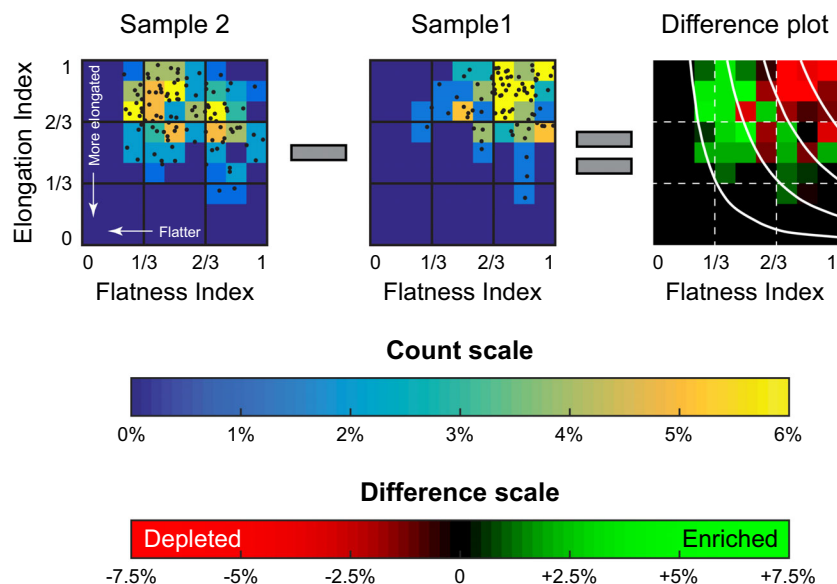 Sample 2 Sample1 Difference plot
Elongation Index
1
2/3
1/3
0
More elongated
Flatter
0 1/3 2/3 1 0 1/3 2/3 1 0 1/3 2/3 1
Flatness Index Flatness Index Flatness Index
Count scale
0% 1% 2% 3% 4% 5% 6%
Difference scale
Depleted Enriched
-7.5% -5% -2.5% 0 +2.5% +5% +7.5%